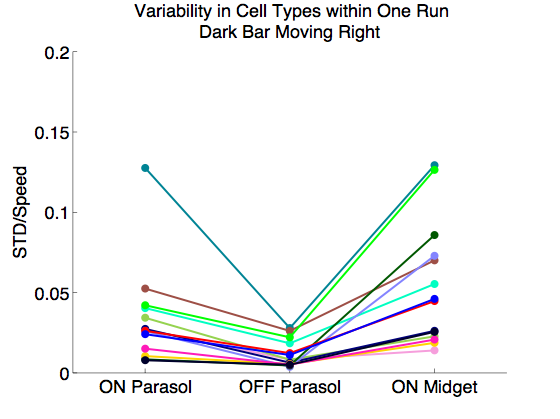 Variability in Cell Types within One Run
Dark Bar Moving Right
0.2
0.15
0.1
0.05
0
STD/Speed
ON Parasol OFF Parasol ON Midget